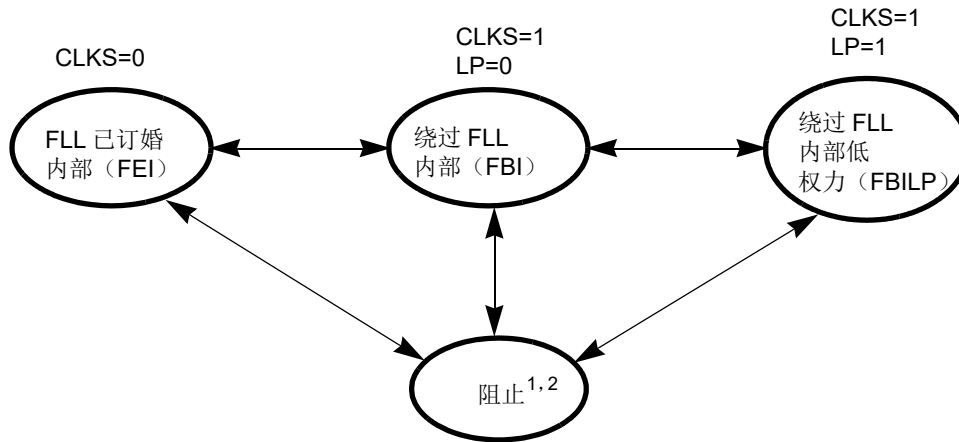 CLKS=0
CLKS=1
LP=0
CLKS=1
LP=1
FLL 已订婚
内部（FEI）
绕过 FLL
内部（FBI）
绕过 FLL
内部低
权力（FBILP）
阻止1, 2